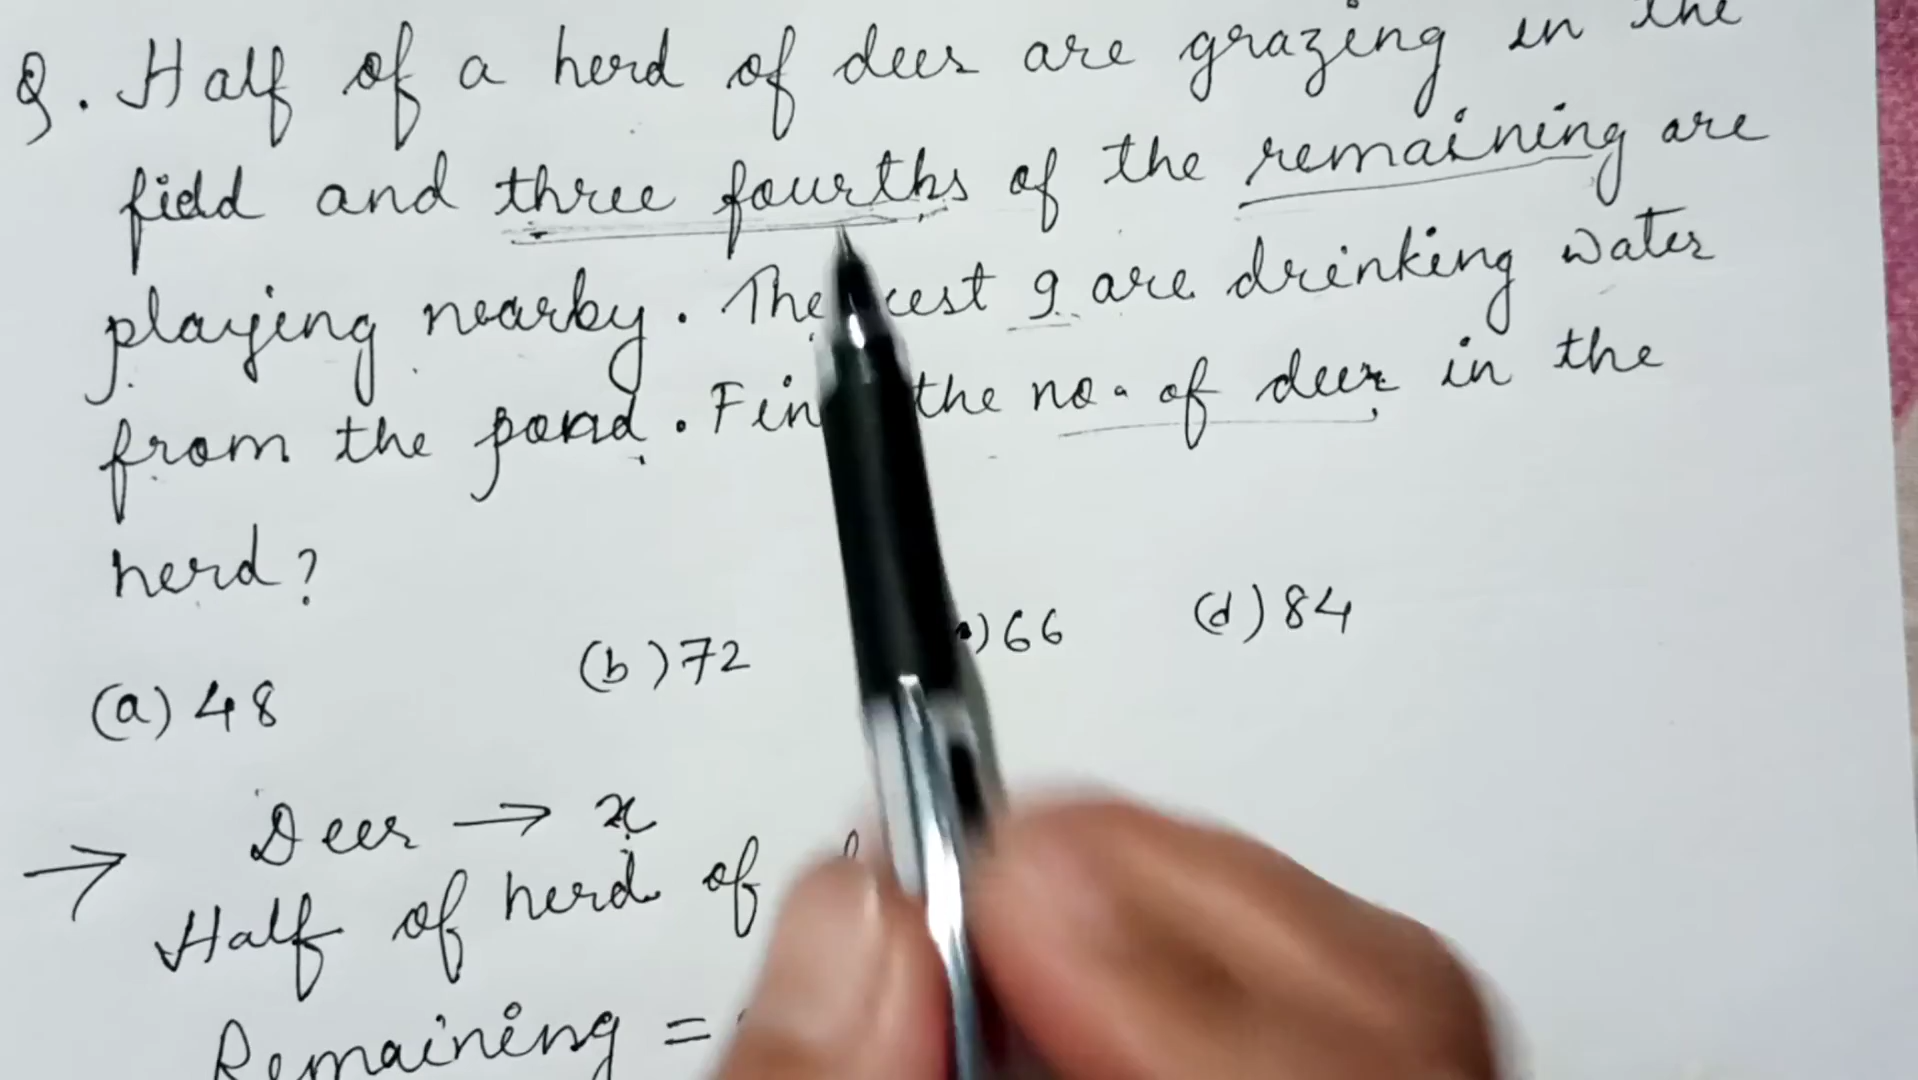 Q. Half of a herd of deer are grazing in the
field and three fourths of the remaining are
playing nearby. The rest 9 are drinking water
from the pond. Fin the no. of deer in the
herd?
(a) 48 (b) 72 ) 66 (d) 84
→ Deer → x
Half of herd of
Remaining =